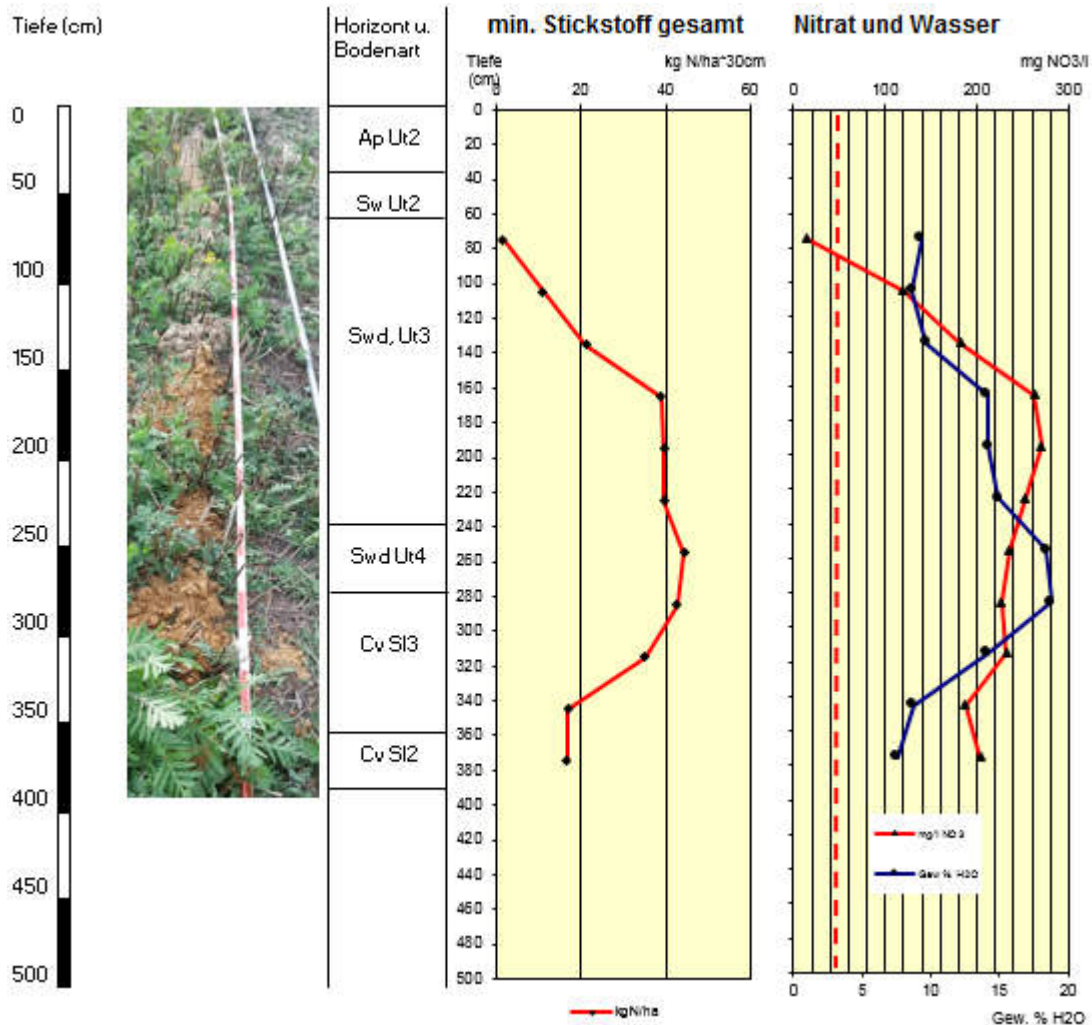 Tiefe (cm)
Horizont u.
Bodenart
0
50
100
150
200
250
300
350
400
450
500
Ap Ut2
Sw Ut2
Swd, Ut3
Swd Ut4
Cv Sl3
Cv Sl2
min. Stickstoff gesamt
Tiefe
(cm)
kg N/ha*30cm
0 20 40 60
0
20
40
60
80
100
120
140
160
180
200
220
240
260
280
300
320
340
360
380
400
420
440
460
480
500
kgN/ha
Nitrat und Wasser
mg NO3/l
0 100 200 300
mg/l NO3
Gew. % H2O
0 5 10 15 20
Gew. % H2O